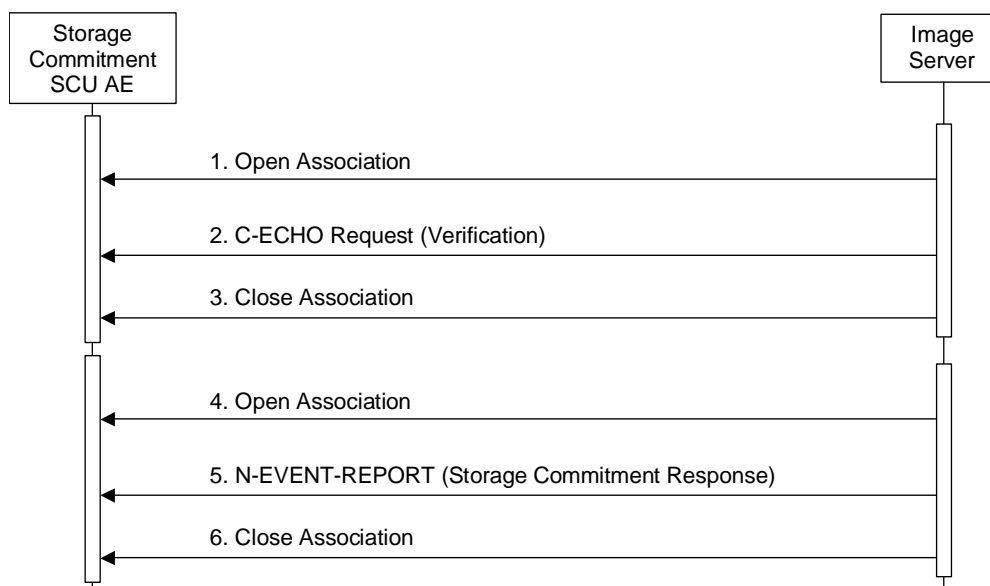 Storage
Commitment
SCU AE
Image
Server
1. Open Association
2. C-ECHO Request (Verification)
3. Close Association
4. Open Association
5. N-EVENT-REPORT (Storage Commitment Response)
6. Close Association